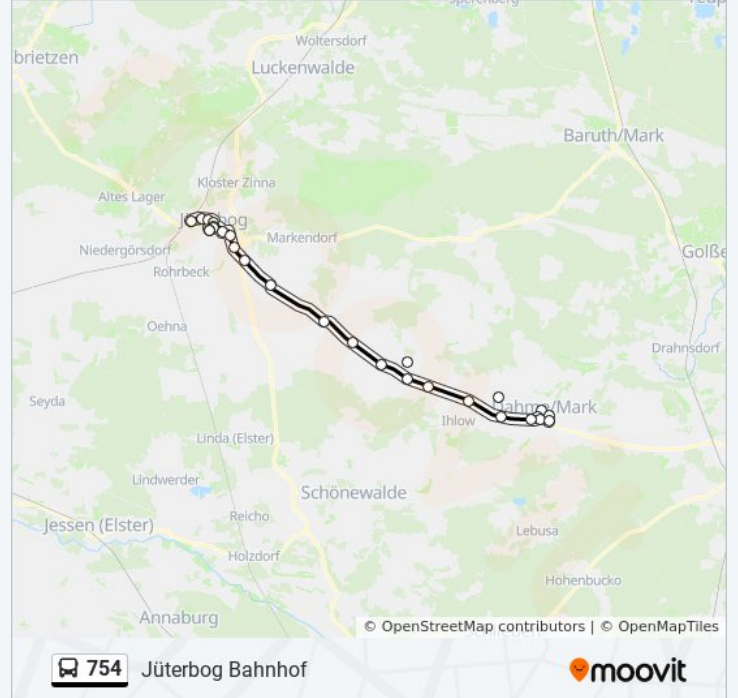 Sperenberg
Woltersdorf
brietzen
Luckenwalde
Baruth/Mark
Kloster Zinna
Altes Lager
Markendorf
Niedergörsdorf
Golße
Rohrbeck
Oehna
Drahnsdorf
Seyda
Dahme/Mark
Ihlow
Linda (Elster)
Lindwerder
Schönewalde
Reicho
Jessen (Elster)
Lebusa
Holzdorf
Hohenbucko
Annaburg
© OpenStreetMap contributors | © OpenMapTiles
754 Jüterbog Bahnhof
moovit